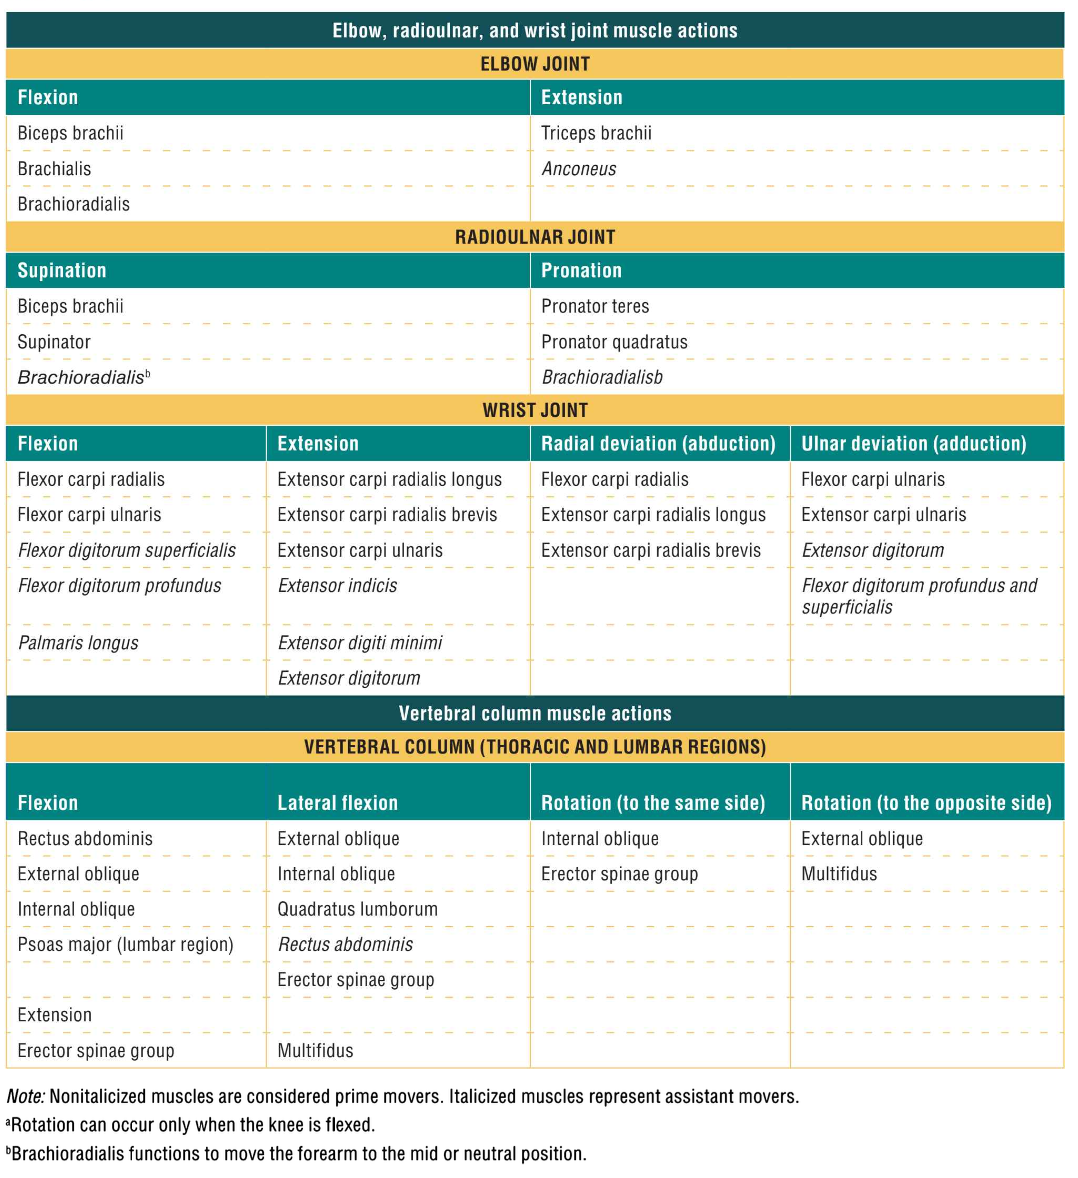 Elbow, radioulnar, and wrist joint muscle actions
ELBOW JOINT
Flexion Extension
Biceps brachii Triceps brachii
Brachialis Anconeus
Brachioradialis
RADIOULNAR JOINT
Supination Pronation
Biceps brachii Pronator teres
Supinator Pronator quadratus
Brachioradialisᵇ Brachioradialisb
WRIST JOINT
Flexion Extension Radial deviation (abduction) Ulnar deviation (adduction)
Flexor carpi radialis Extensor carpi radialis longus Flexor carpi radialis Flexor carpi ulnaris
Flexor carpi ulnaris Extensor carpi radialis brevis Extensor carpi radialis longus Extensor carpi ulnaris
Flexor digitorum superficialis Extensor carpi ulnaris Extensor carpi radialis brevis Extensor digitorum
Flexor digitorum profundus Extensor indicis Flexor digitorum profundus and
superficialis
Palmaris longus Extensor digiti minimi
Extensor digitorum
Vertebral column muscle actions
VERTEBRAL COLUMN (THORACIC AND LUMBAR REGIONS)
Flexion Lateral flexion Rotation (to the same side) Rotation (to the opposite side)
Rectus abdominis External oblique Internal oblique External oblique
External oblique Internal oblique Erector spinae group Multifidus
Internal oblique Quadratus lumborum
Psoas major (lumbar region) Rectus abdominis
Erector spinae group
Extension
Erector spinae group Multifidus
Note: Nonitalicized muscles are considered prime movers. Italicized muscles represent assistant movers.
ᵃRotation can occur only when the knee is flexed.
ᵇBrachioradialis functions to move the forearm to the mid or neutral position.